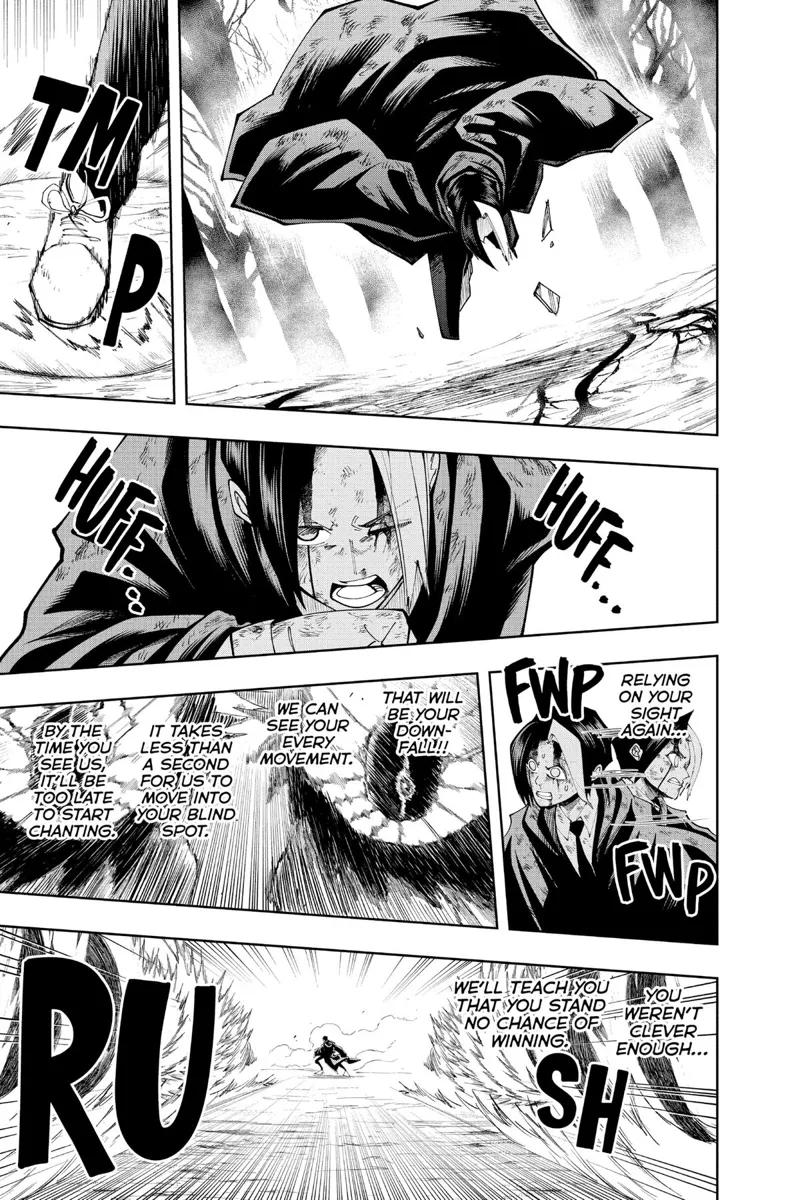 TM
P
HUFF...
HUFF...
RELYING
ON YOUR
SIGHT
AGAIN...
FWP
FWP
THAT WILL
BE YOUR
DOWN-
FALL!!
WE CAN
SEE YOUR
EVERY
MOVEMENT.
IT TAKES
LESS THAN
A SECOND
FOR US TO
MOVE INTO
YOUR BLIND
SPOT.
BY THE
TIME YOU
SEE US,
IT'LL BE
TOO LATE
TO START
CHANTING.
YOU
WEREN'T
CLEVER
ENOUGH...
WE'LL TEACH YOU
THAT YOU STAND
NO CHANCE OF
WINNING.
RU
SH